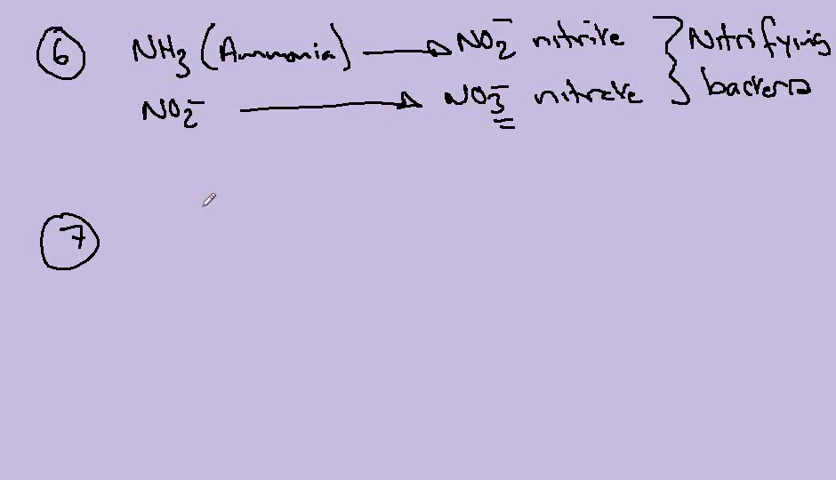 6 NH3 (Ammonia) → NO2⁻ nitrite } Nitrifying
NO2⁻ → NO3⁻ nitrate } bacteria
7